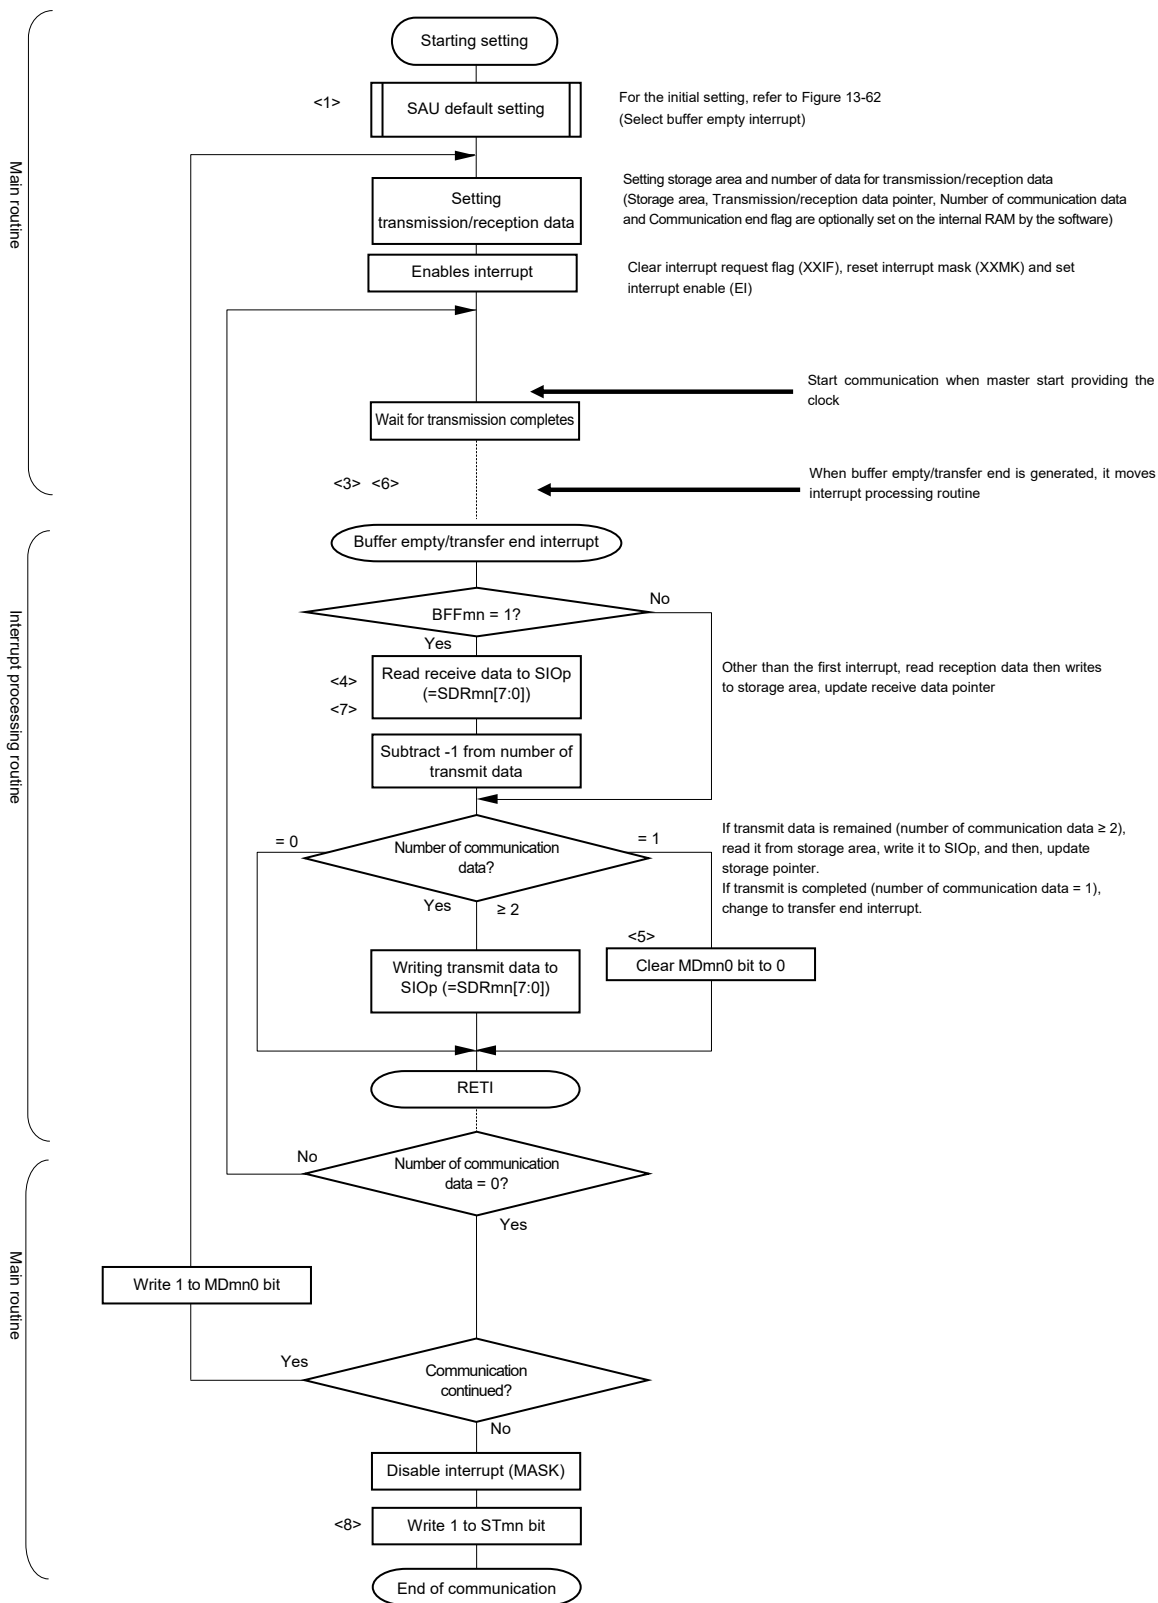 Starting setting
<1>
SAU default setting
For the initial setting, refer to Figure 13-62
(Select buffer empty interrupt)
Main routine
Setting
transmission/reception data
Setting storage area and number of data for transmission/reception data
(Storage area, Transmission/reception data pointer, Number of communication data
and Communication end flag are optionally set on the internal RAM by the software)
Enables interrupt
Clear interrupt request flag (XXIF), reset interrupt mask (XXMK) and set
interrupt enable (EI)
Start communication when master start providing the
clock
Wait for transmission completes
<3> <6>
When buffer empty/transfer end is generated, it moves
interrupt processing routine
Buffer empty/transfer end interrupt
Interrupt processing routine
BFFmn = 1?
No
Yes
<4>
<7>
Read receive data to SIOp
(=SDRmn[7:0])
Other than the first interrupt, read reception data then writes
to storage area, update receive data pointer
Subtract -1 from number of
transmit data
= 0
Number of communication
data?
= 1
Yes
≥ 2
If transmit data is remained (number of communication data ≥ 2),
read it from storage area, write it to SIOp, and then, update
storage pointer.
If transmit is completed (number of communication data = 1),
change to transfer end interrupt.
<5>
Writing transmit data to
SIOp (=SDRmn[7:0])
Clear MDmn0 bit to 0
RETI
No
Number of communication
data = 0?
Yes
Main routine
Write 1 to MDmn0 bit
Yes
Communication
continued?
No
Disable interrupt (MASK)
<8>
Write 1 to STmn bit
End of communication